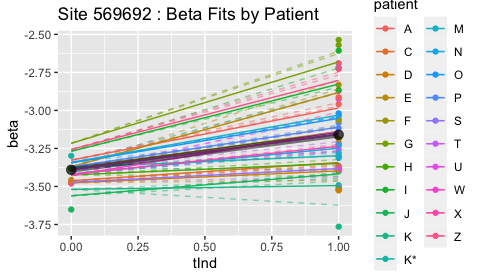 Site 569692 : Beta Fits by Patient
beta
-2.50
-2.75
-3.00
-3.25
-3.50
-3.75
0.00 0.25 0.50 0.75 1.00
tInd
patient
A
C
D
E
F
G
H
I
J
K
K*
M
N
O
P
S
T
U
W
X
Z